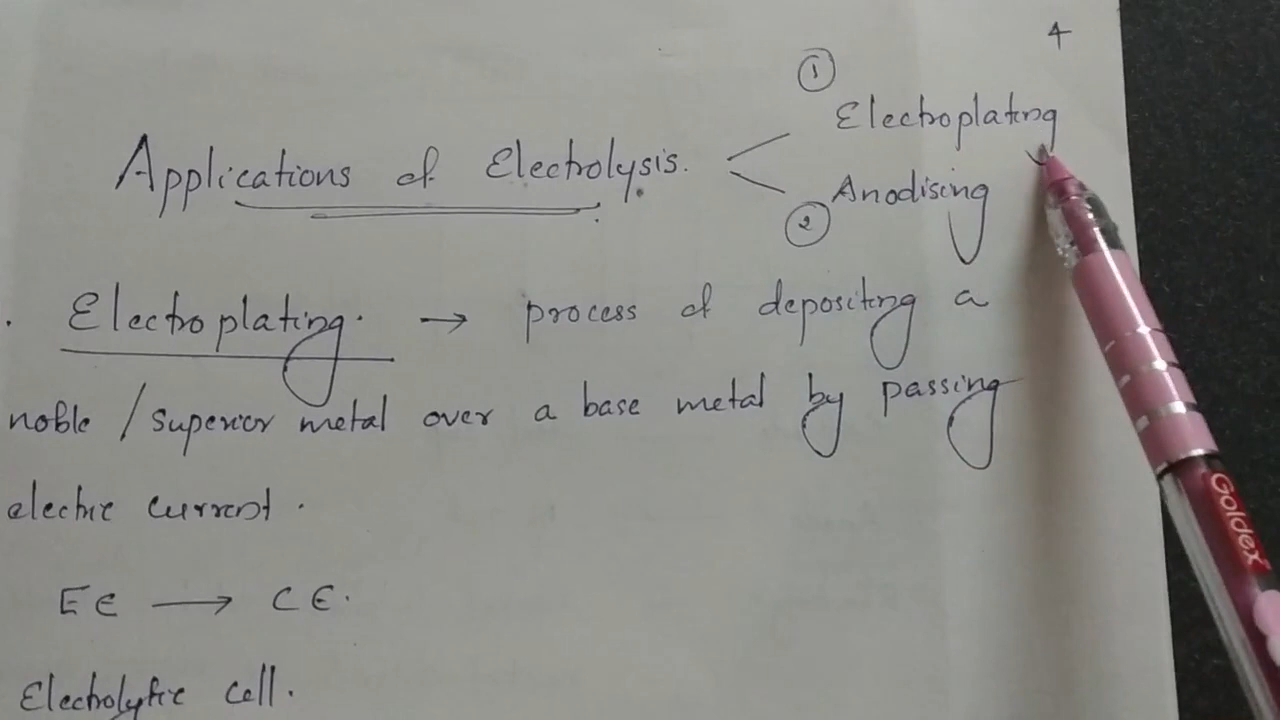 4
①
Electroplating
Applications of Electrolysis.
Anodising
②
Electroplating. → process of depositing a
noble / superior metal over a base metal by passing
electric current.
EE → CE.
Electrolytic cell.
Goldex